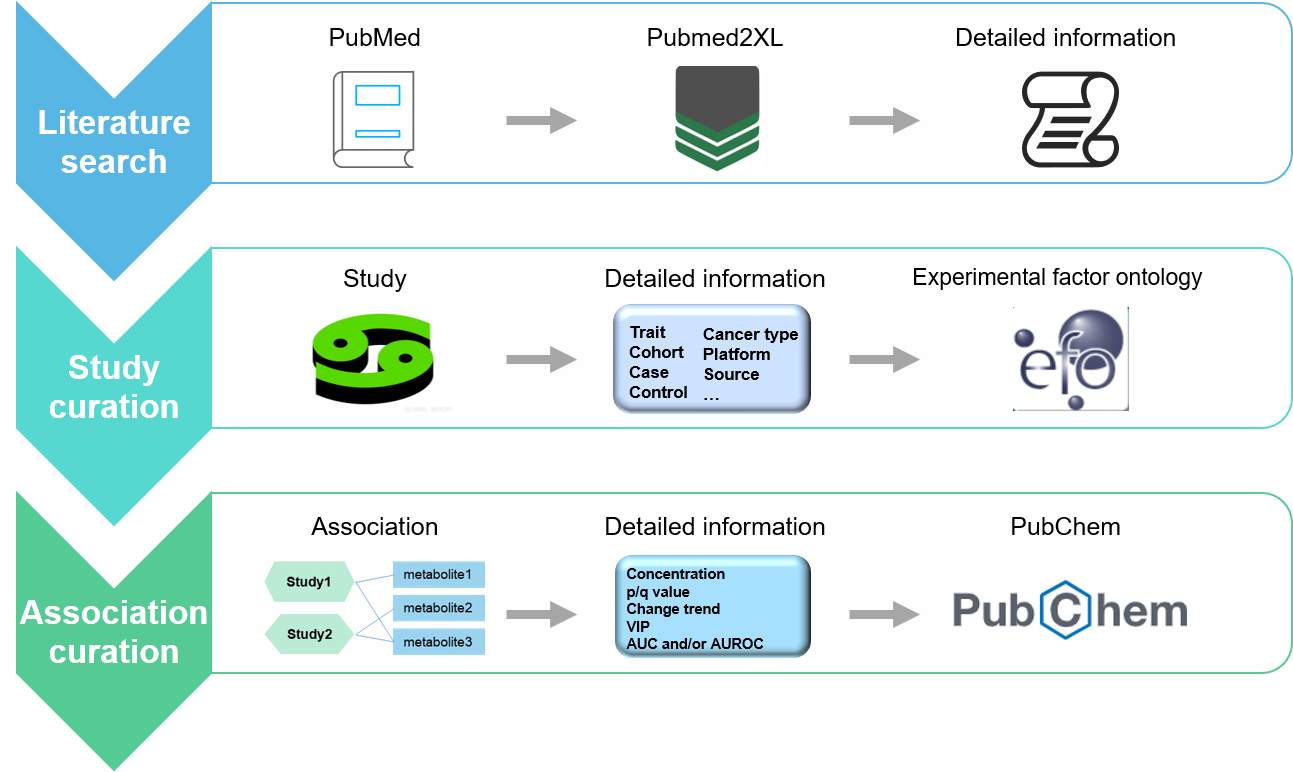 Literature
search
PubMed
Pubmed2XL
Detailed information
Study
curation
Study
Detailed information
Trait
Cohort
Case
Control
Cancer type
Platform
Source
...
Experimental factor ontology
efo
Association
curation
Association
Study1
Study2
metabolite1
metabolite2
metabolite3
Detailed information
Concentration
p/q value
Change trend
VIP
AUC and/or AUROC
PubChem
PubChem